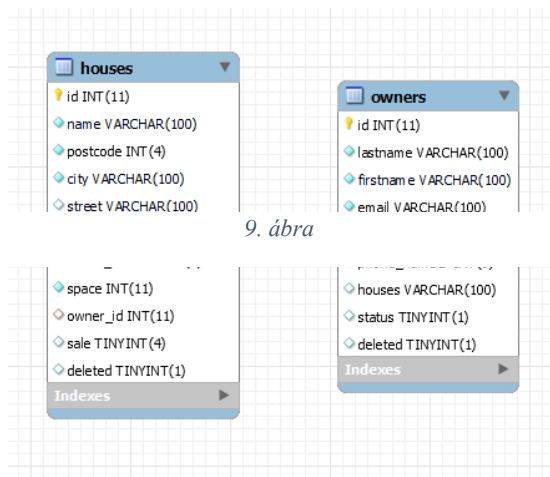 houses
id INT(11)
name VARCHAR(100)
postcode INT(4)
city VARCHAR(100)
street VARCHAR(100)
owners
id INT(11)
lastname VARCHAR(100)
firstname VARCHAR(100)
email VARCHAR(100)
9. ábra
space INT(11)
owner_id INT(11)
sale TINYINT(4)
deleted TINYINT(1)
Indexes
houses VARCHAR(100)
status TINYINT(1)
deleted TINYINT(1)
Indexes